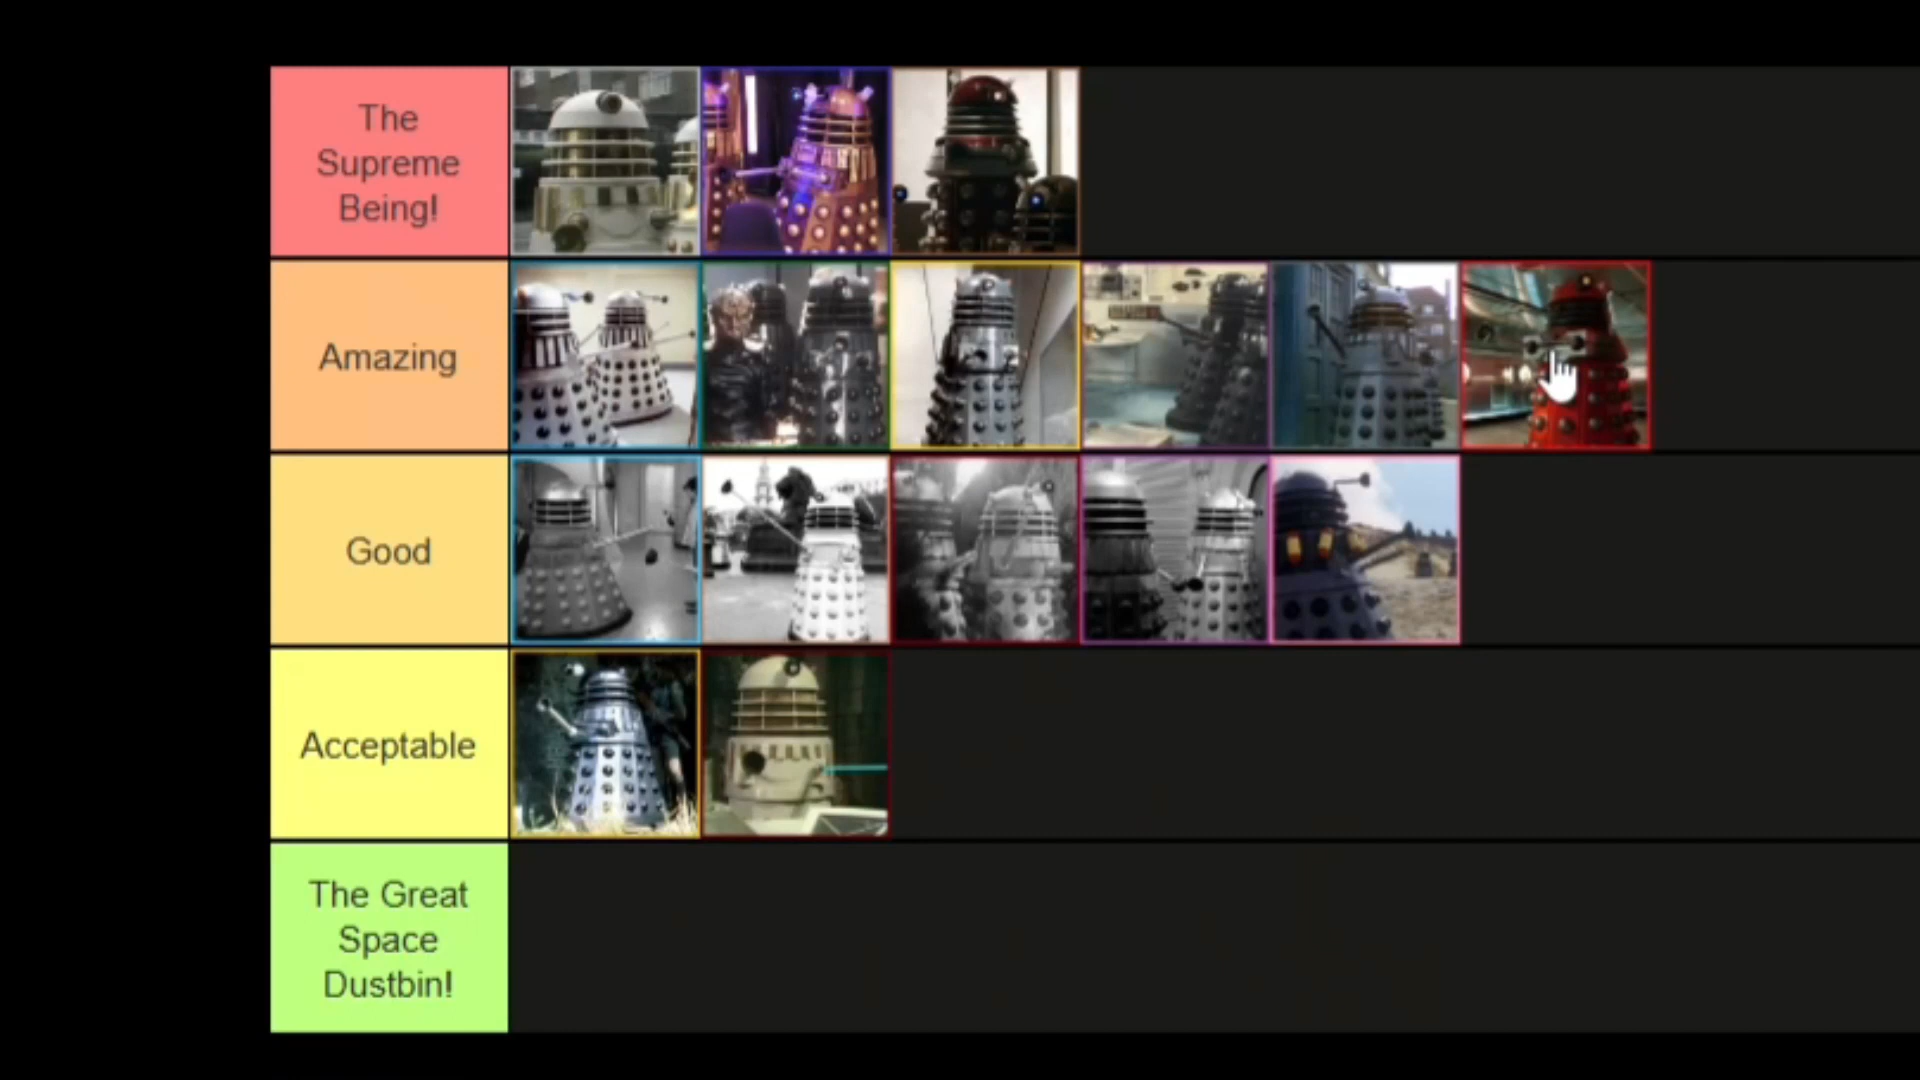 The
Supreme
Being!
Amazing
Good
Acceptable
The Great
Space
Dustbin!